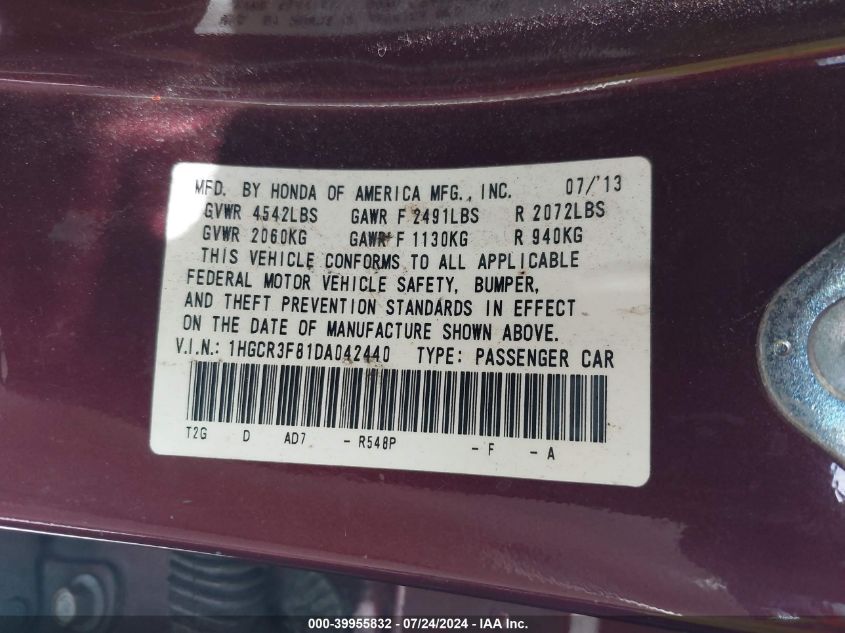 MFD. BY HONDA OF AMERICA MFG., INC. 07/'13
GVWR 4542LBS GAWR F 2491LBS R 2072LBS
GVWR 2060KG GAWR F 1130KG R 940KG
THIS VEHICLE CONFORMS TO ALL APPLICABLE
FEDERAL MOTOR VEHICLE SAFETY, BUMPER,
AND THEFT PREVENTION STANDARDS IN EFFECT
ON THE DATE OF MANUFACTURE SHOWN ABOVE.
V.I.N.: 1HGCR3F81DA042440 TYPE: PASSENGER CAR
T2G D AD7 - R548P - F - A
000-39955832 / 07/24/2024 - IAAI.COM